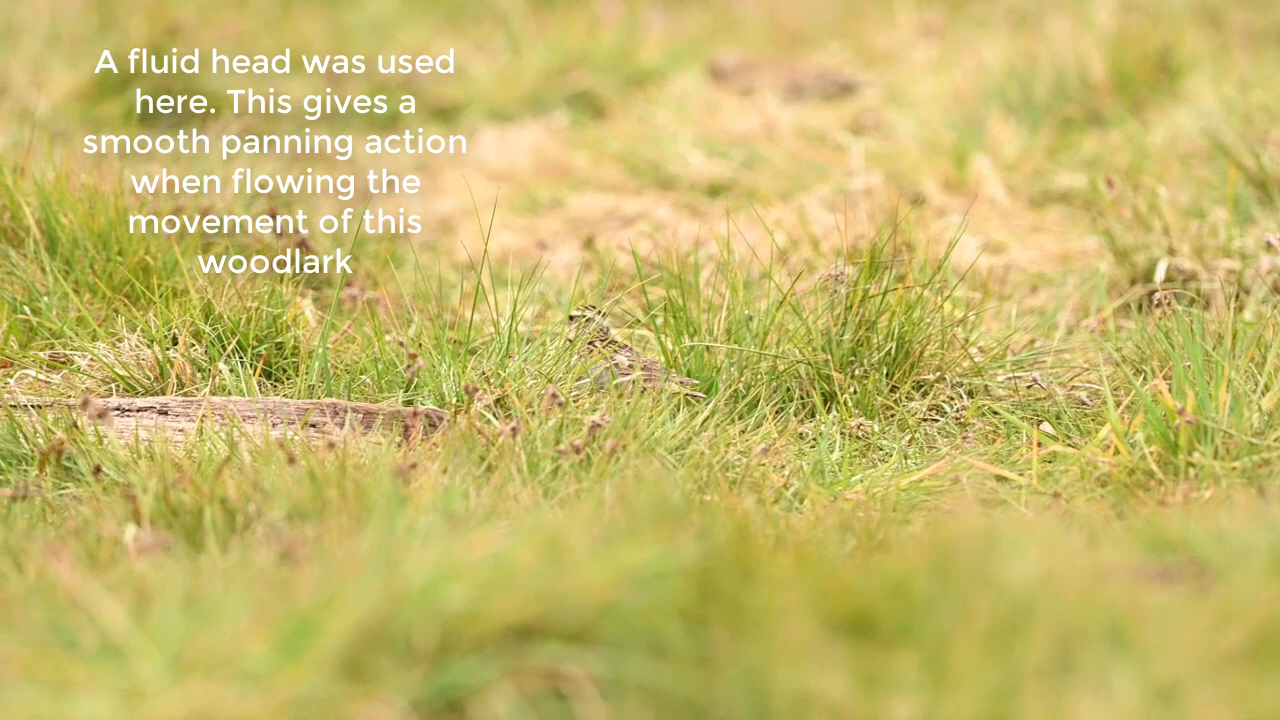 A fluid head was used
here. This gives a
smooth panning action
when flowing the
movement of this
woodlark